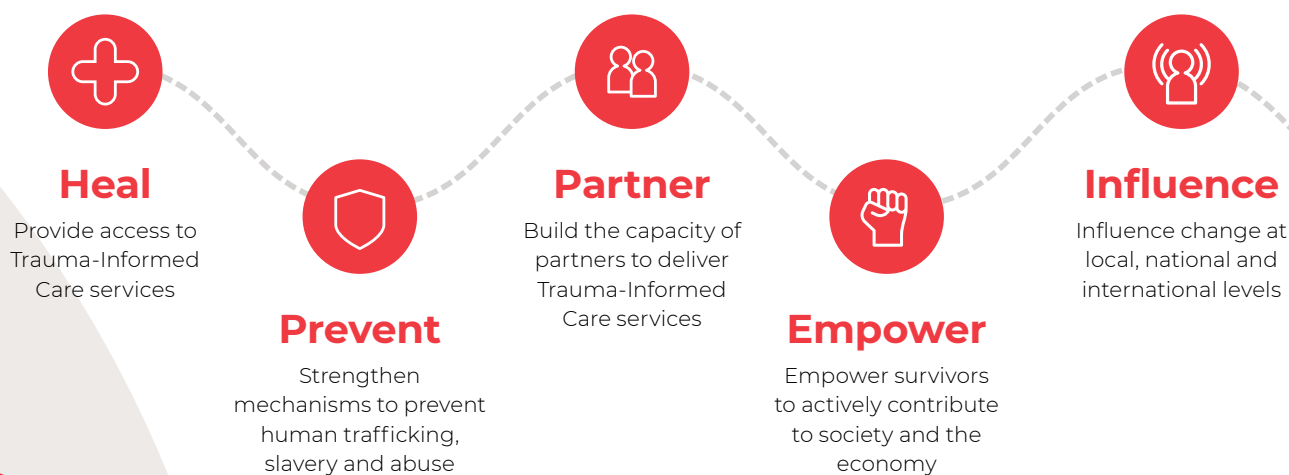 Heal
Provide access to
Trauma-Informed
Care services
Prevent
Strengthen
mechanisms to prevent
human trafficking,
slavery and abuse
Partner
Build the capacity of
partners to deliver
Trauma-Informed
Care services
Empower
Empower survivors
to actively contribute
to society and the
economy
Influence
Influence change at
local, national and
international levels